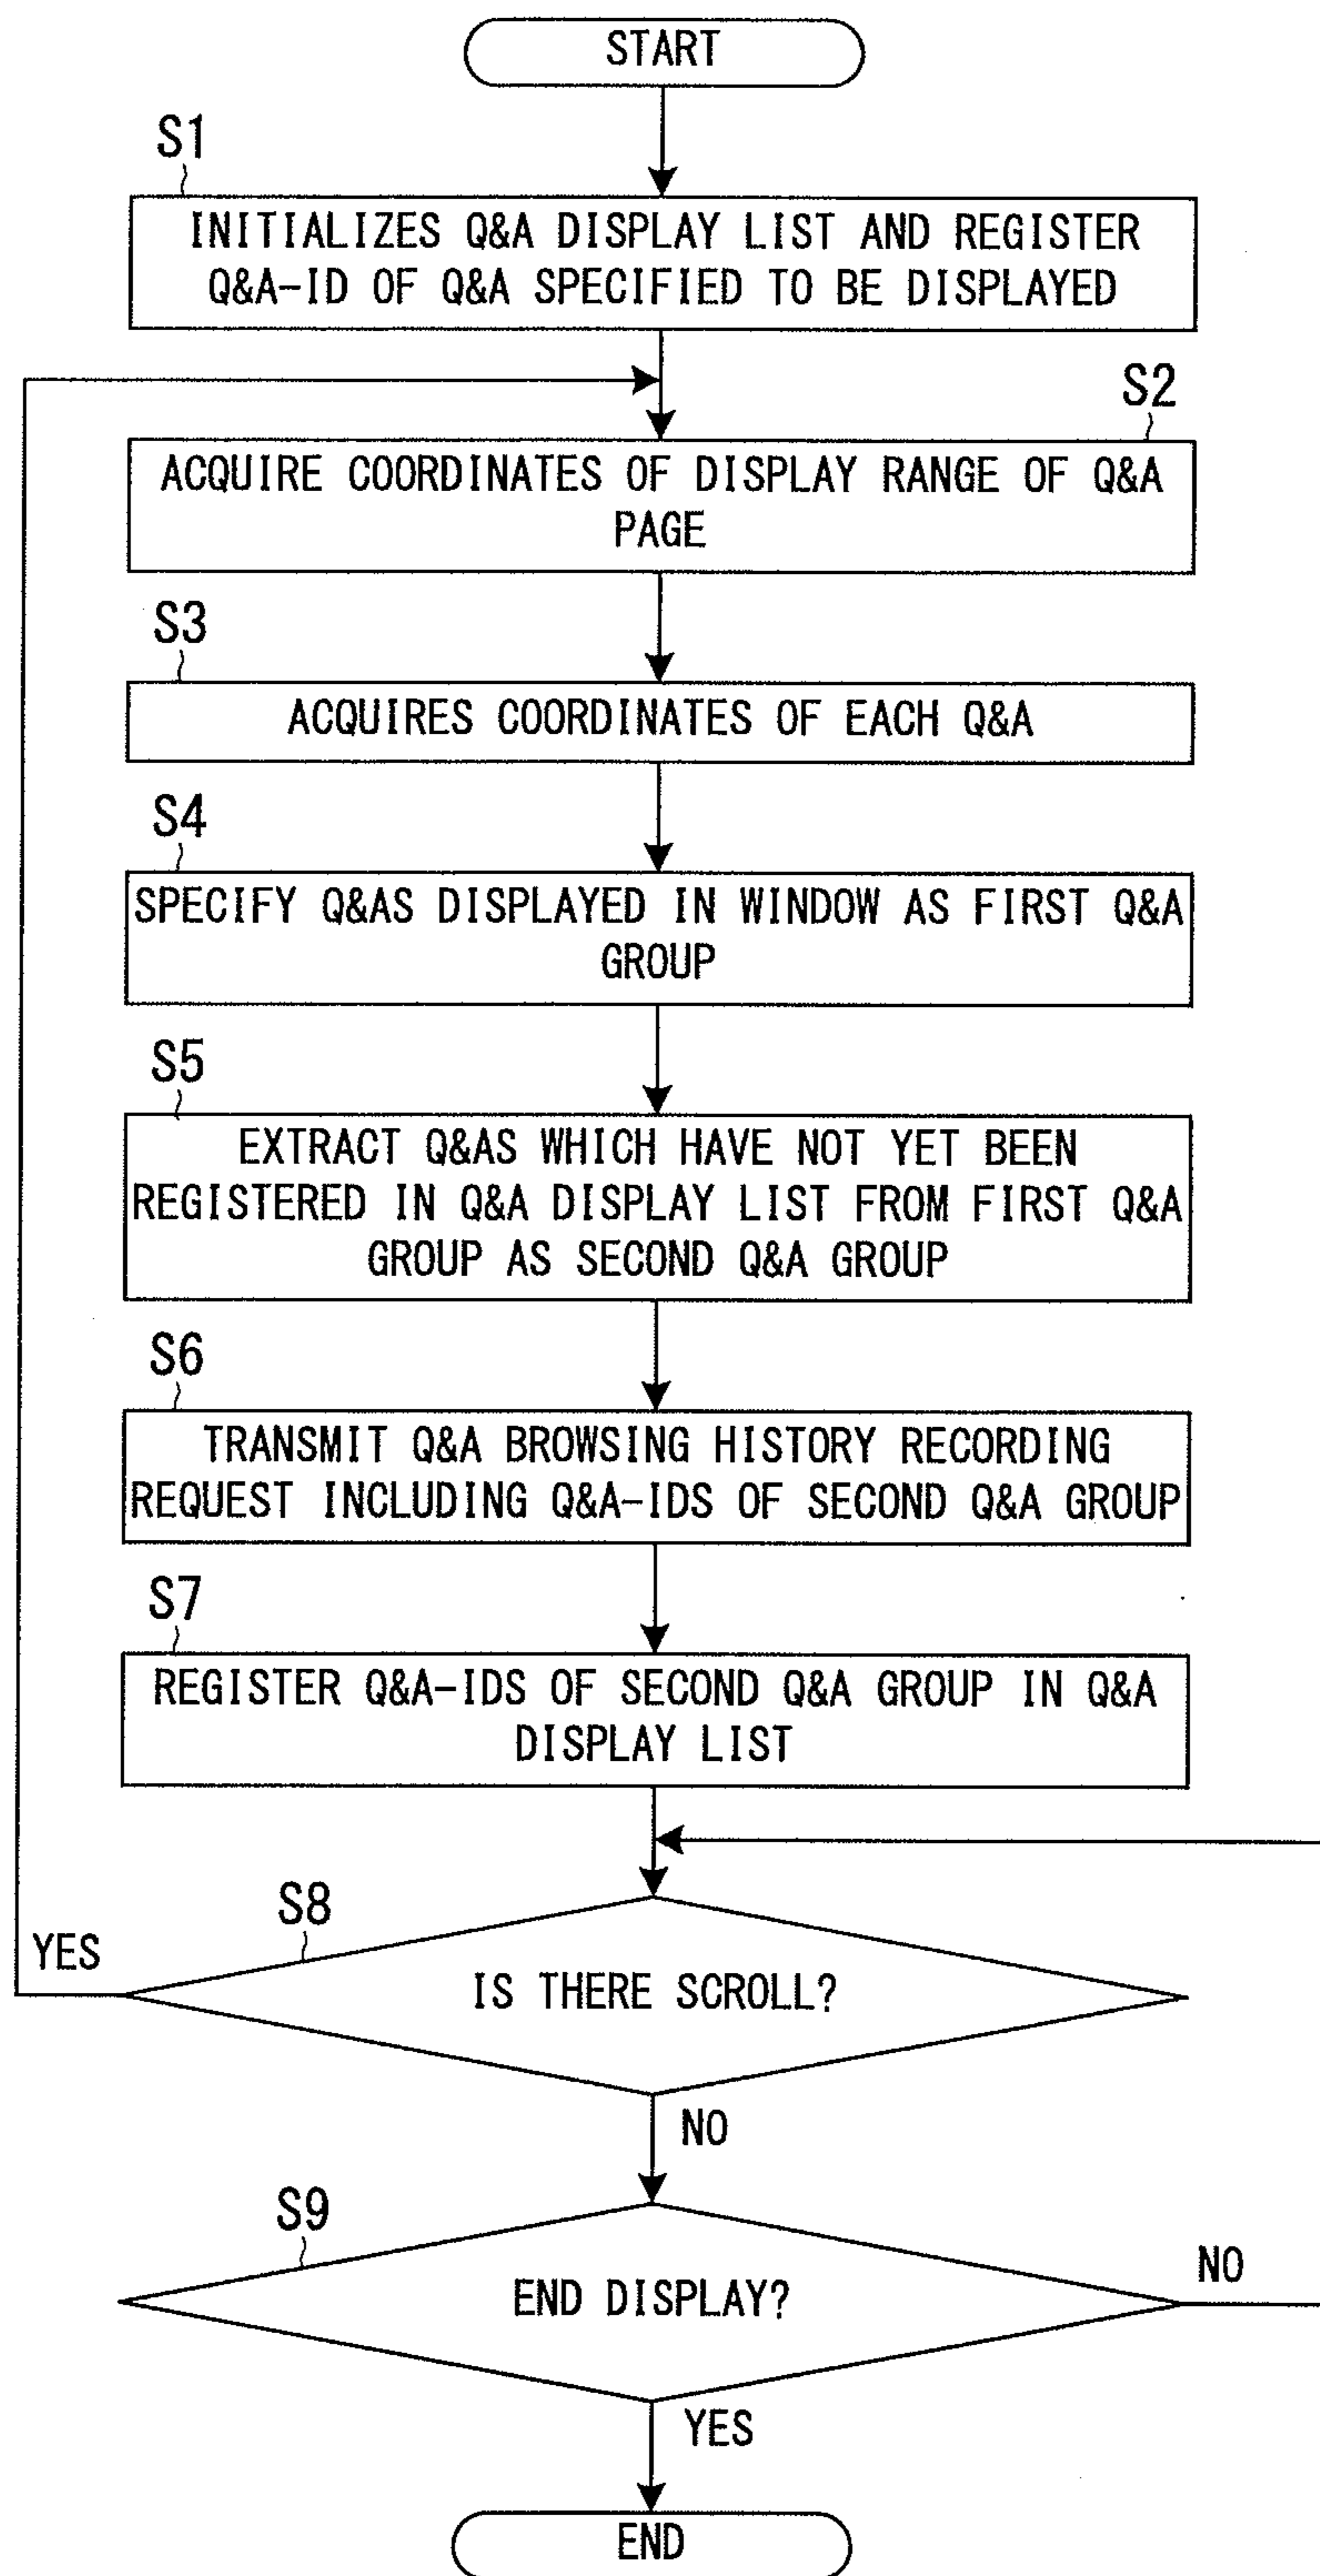 START
S1
INITIALIZES Q&A DISPLAY LIST AND REGISTER
Q&A-ID OF Q&A SPECIFIED TO BE DISPLAYED
S2
ACQUIRE COORDINATES OF DISPLAY RANGE OF Q&A
PAGE
S3
ACQUIRES COORDINATES OF EACH Q&A
S4
SPECIFY Q&AS DISPLAYED IN WINDOW AS FIRST Q&A
GROUP
S5
EXTRACT Q&AS WHICH HAVE NOT YET BEEN
REGISTERED IN Q&A DISPLAY LIST FROM FIRST Q&A
GROUP AS SECOND Q&A GROUP
S6
TRANSMIT Q&A BROWSING HISTORY RECORDING
REQUEST INCLUDING Q&A-IDS OF SECOND Q&A GROUP
S7
REGISTER Q&A-IDS OF SECOND Q&A GROUP IN Q&A
DISPLAY LIST
S8
YES
IS THERE SCROLL?
NO
S9
END DISPLAY?
NO
YES
END